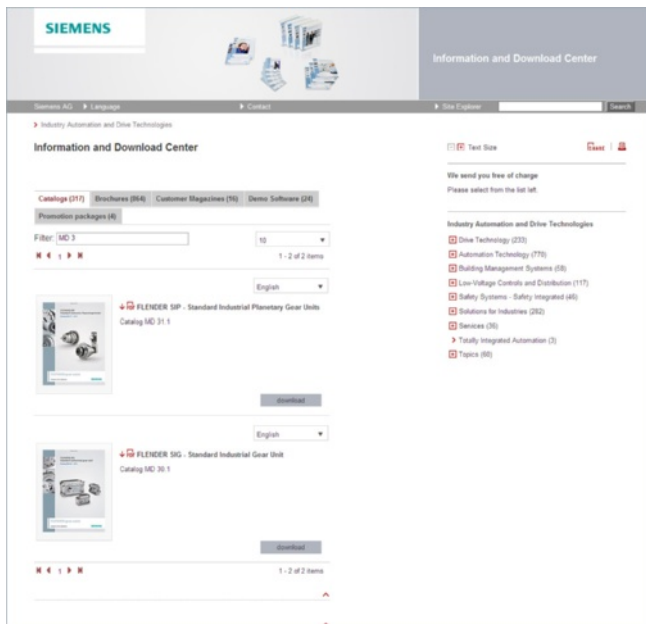 SIEMENS
Information and Download Center
Siemens AG Language Contact Site Explorer Search
Industry Automation and Drive Technologies
Information and Download Center
Text Size
We send you free of charge
Please select from the list left.
Catalogs (317) Brochures (864) Customer Magazines (16) Demo Software (24)
Promotion packages (4)
Filter: MD 3 10
1 1 - 2 of 2 items
English
FLENDER SIP - Standard Industrial Planetary Gear Units
Catalog MD 31.1
download
English
FLENDER SIG - Standard Industrial Gear Unit
Catalog MD 30.1
download
1 1 - 2 of 2 items
Industry Automation and Drive Technologies
Drive Technology (233)
Automation Technology (770)
Building Management Systems (58)
Low-Voltage Controls and Distribution (117)
Safety Systems - Safety Integrated (46)
Solutions for Industries (282)
Services (36)
Totally Integrated Automation (3)
Topics (60)